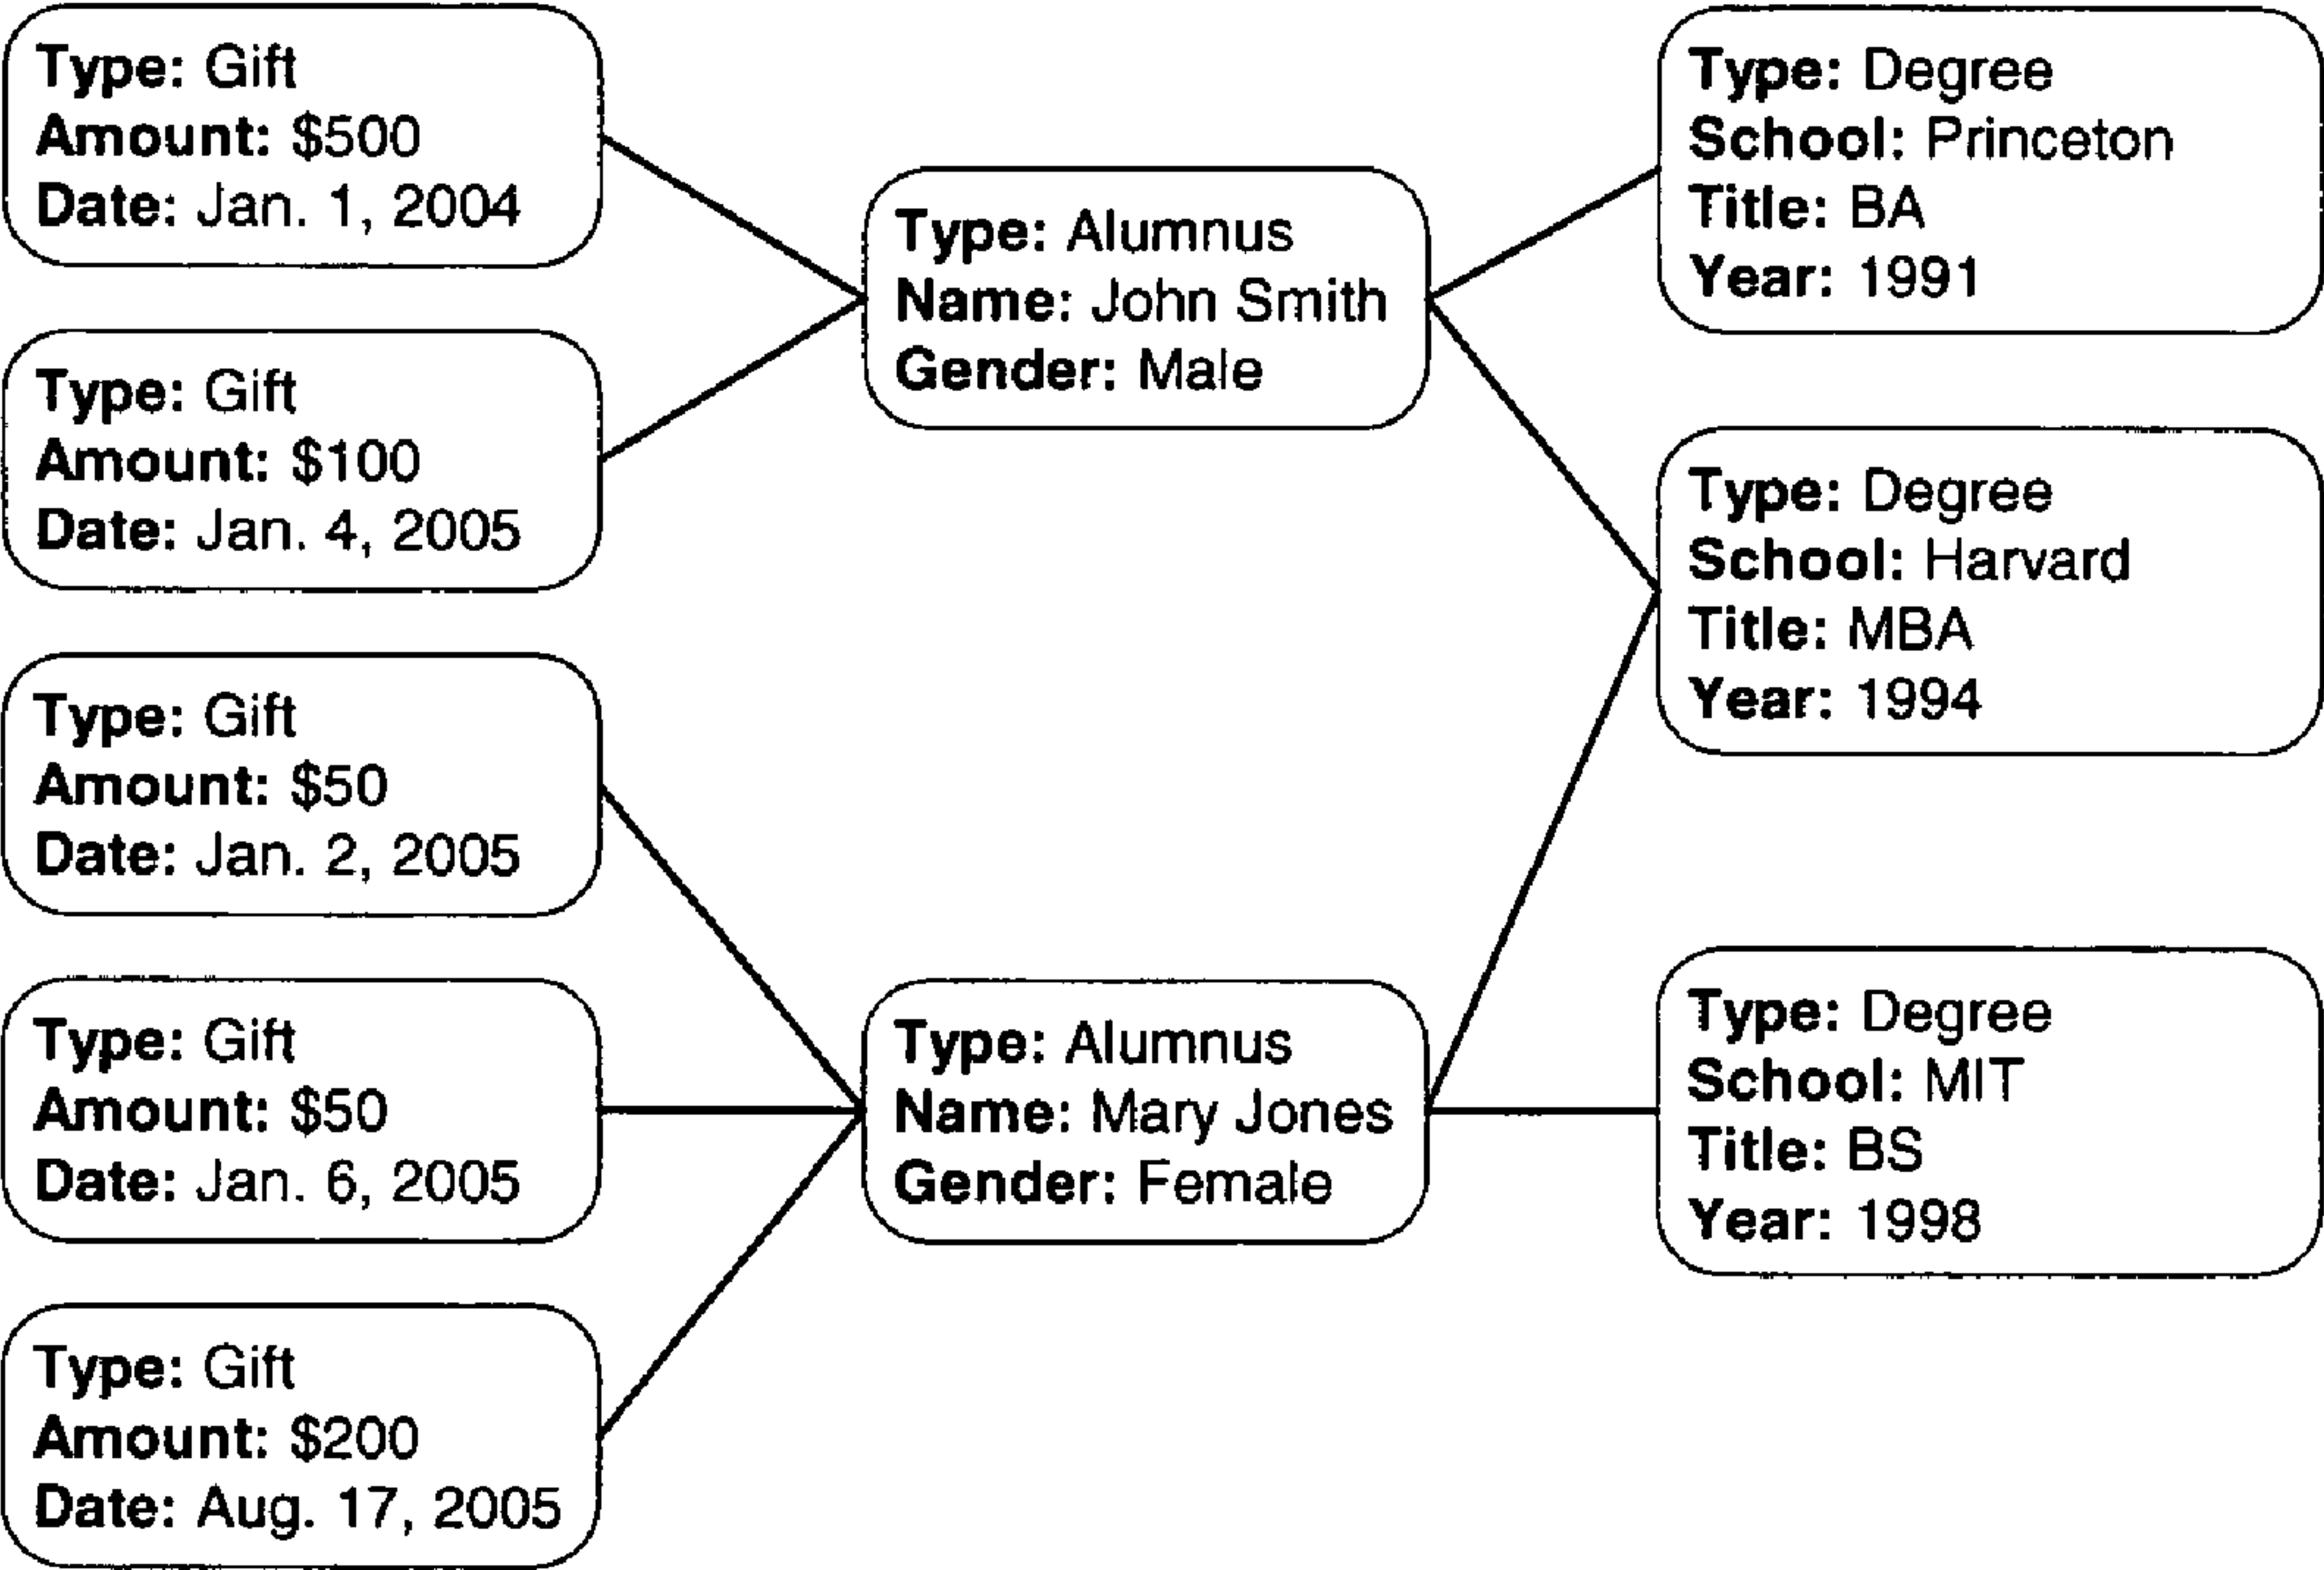 Type: Gift
Amount: $500
Date: Jan. 1, 2004
Type: Gift
Amount: $100
Date: Jan. 4, 2005
Type: Gift
Amount: $50
Date: Jan. 2, 2005
Type: Gift
Amount: $50
Date: Jan. 6, 2005
Type: Gift
Amount: $200
Date: Aug. 17, 2005
Type: Alumnus
Name: John Smith
Gender: Male
Type: Alumnus
Name: Mary Jones
Gender: Female
Type: Degree
School: Princeton
Title: BA
Year: 1991
Type: Degree
School: Harvard
Title: MBA
Year: 1994
Type: Degree
School: MIT
Title: BS
Year: 1998